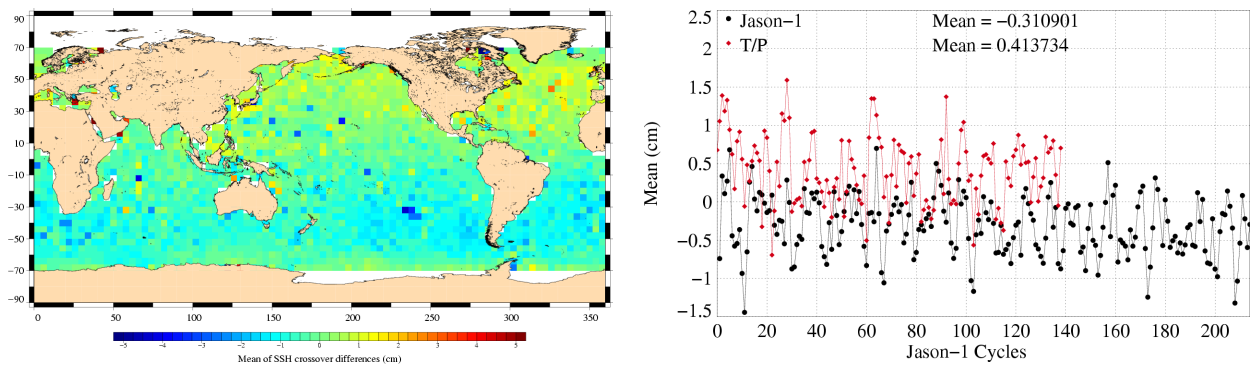 90
70
50
30
10
−10
−30
−50
−70
−90
0 50 100 150 200 250 300 350
−5 −4 −3 −2 −1 0 1 2 3 4 5
Mean of SSH crossover differences (cm)
Jason−1 Mean = −0.310901
T/P Mean = 0.413734
2.5
2
1.5
1
0.5
0
−0.5
−1
−1.5
Mean (cm)
0 20 40 60 80 100 120 140 160 180 200
Jason−1 Cycles